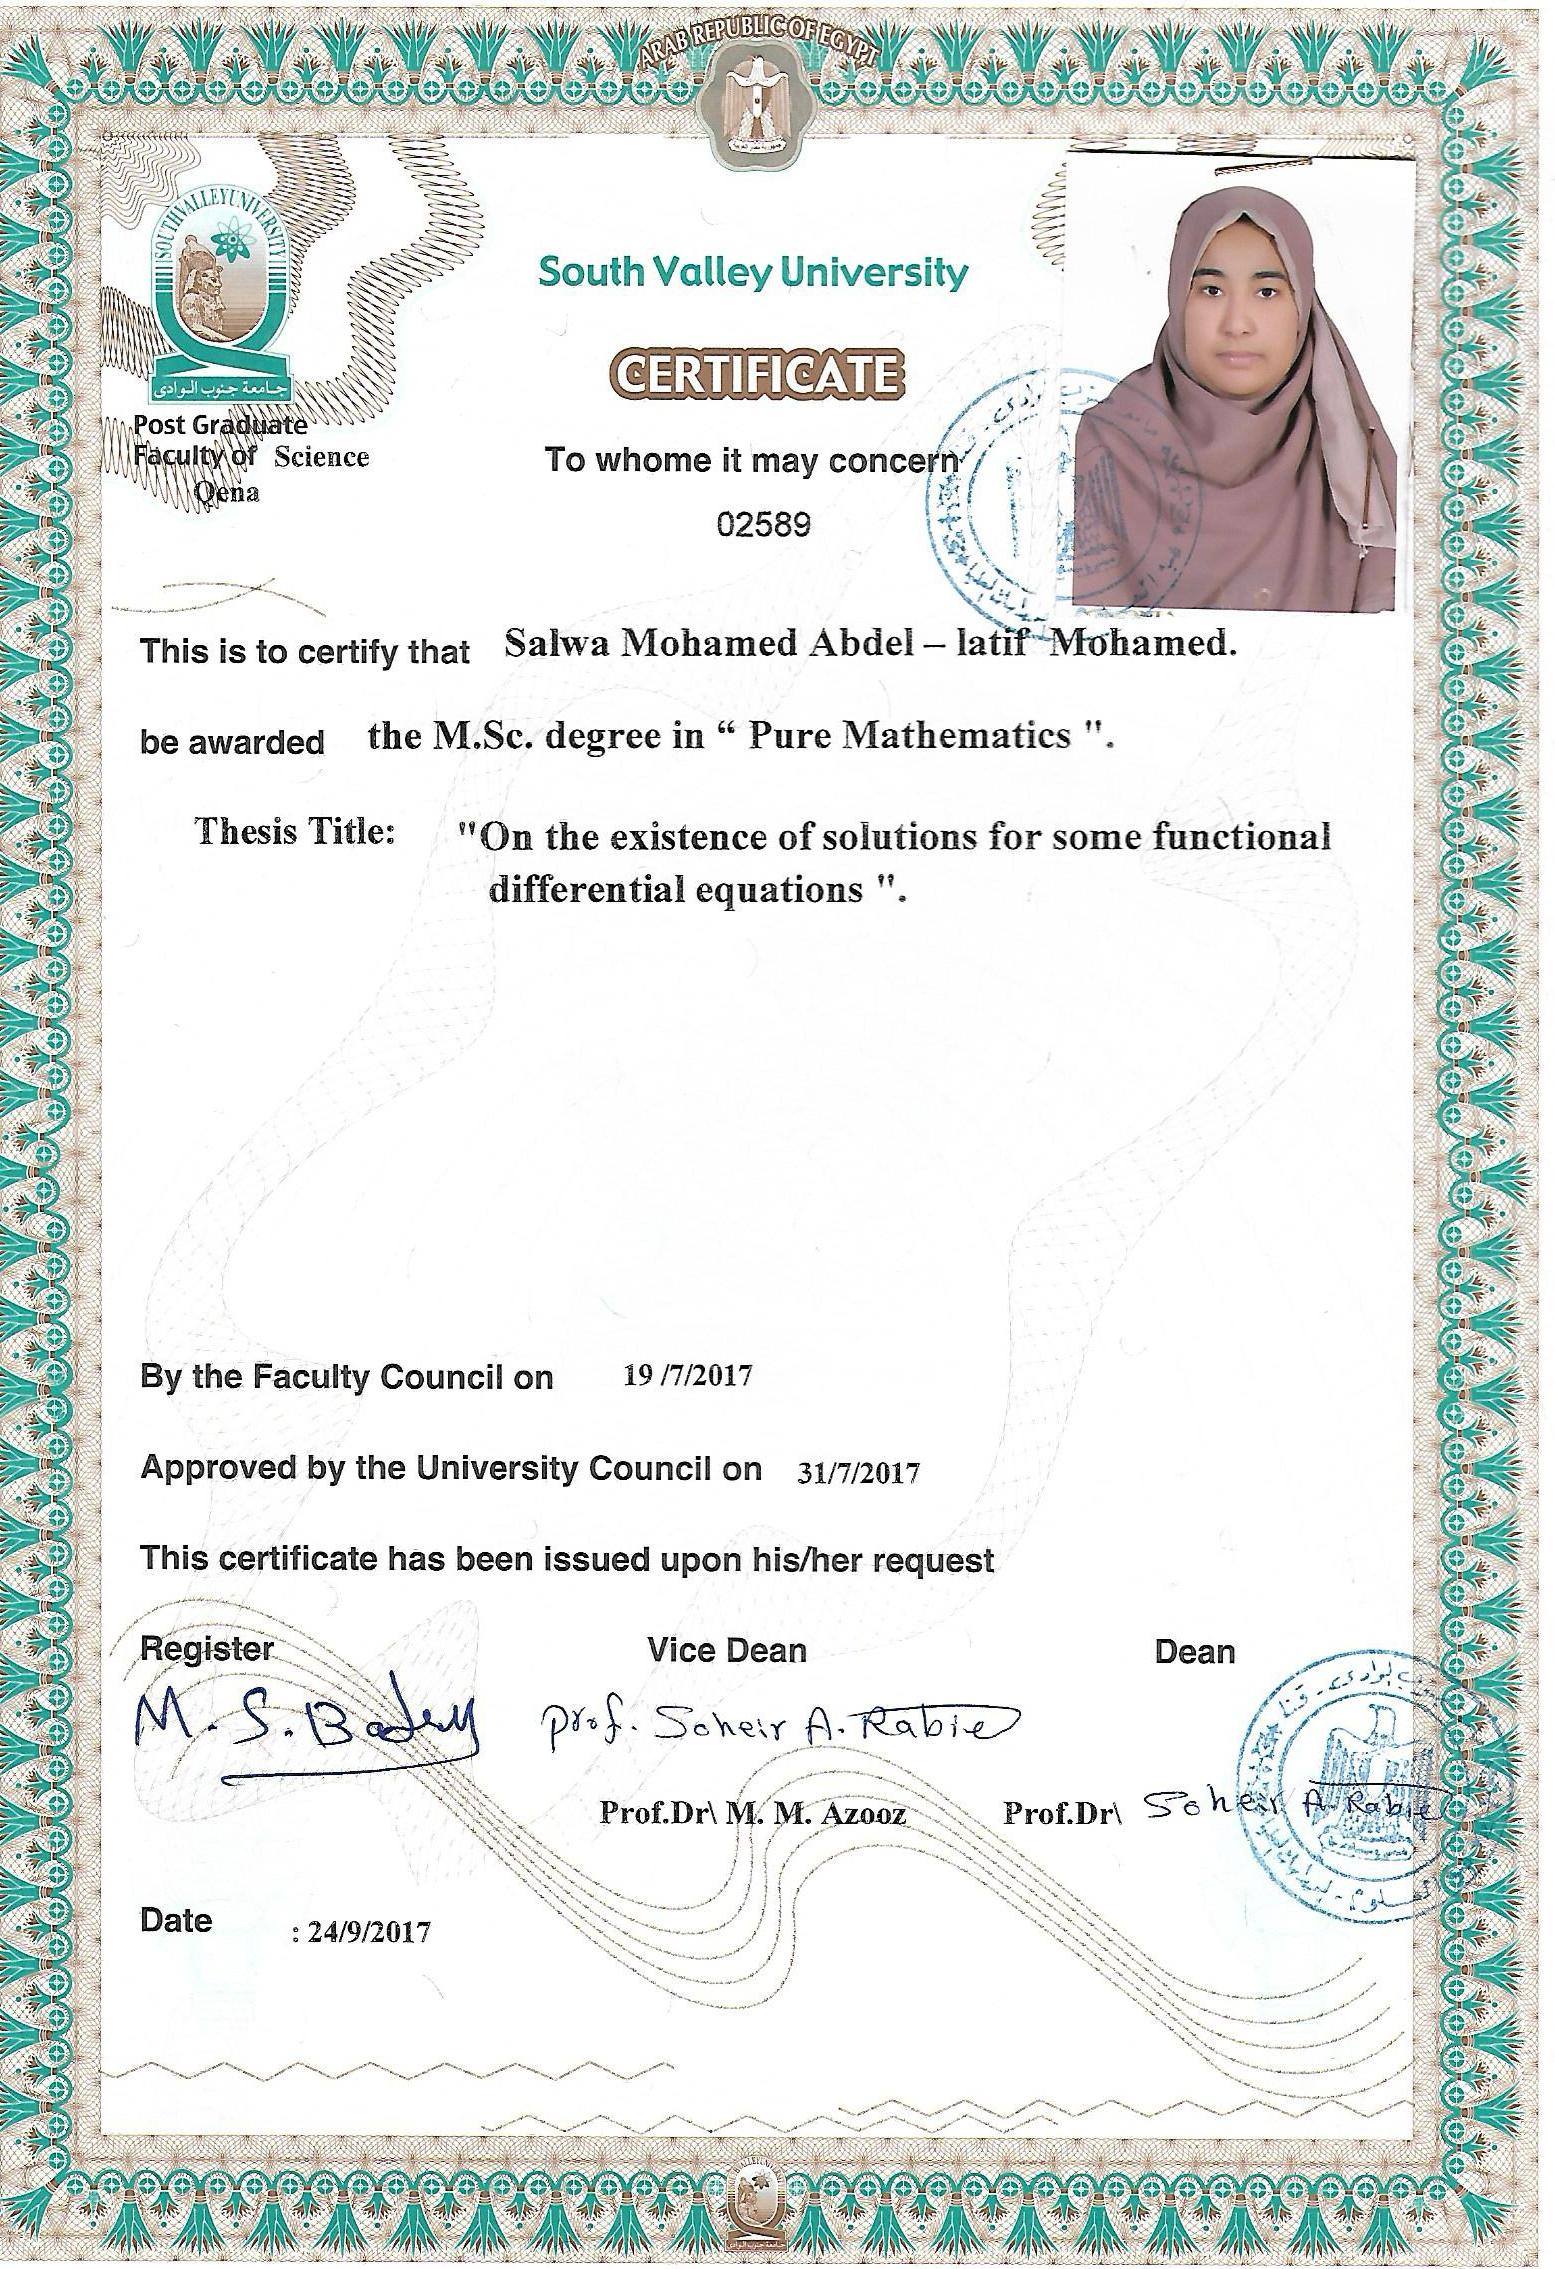 ARAB REPUBLIC OF EGYPT
SOUTH VALLEY UNIVERSITY
جامعة جنوب الوادى
South Valley University
CERTIFICATE
Post Graduate
Faculty of Science
Qena
To whome it may concern
02589
This is to certify that Salwa Mohamed Abdel – latif Mohamed.
be awarded the M.Sc. degree in “ Pure Mathematics ".
Thesis Title: "On the existence of solutions for some functional
differential equations ".
By the Faculty Council on 19 /7/2017
Approved by the University Council on 31/7/2017
This certificate has been issued upon his/her request
Register Vice Dean Dean
M. S. Badry prof. Soheir A. Rabie
Prof.Dr\ M. M. Azooz Prof.Dr\ Soheir A. Rabie
Date : 24/9/2017